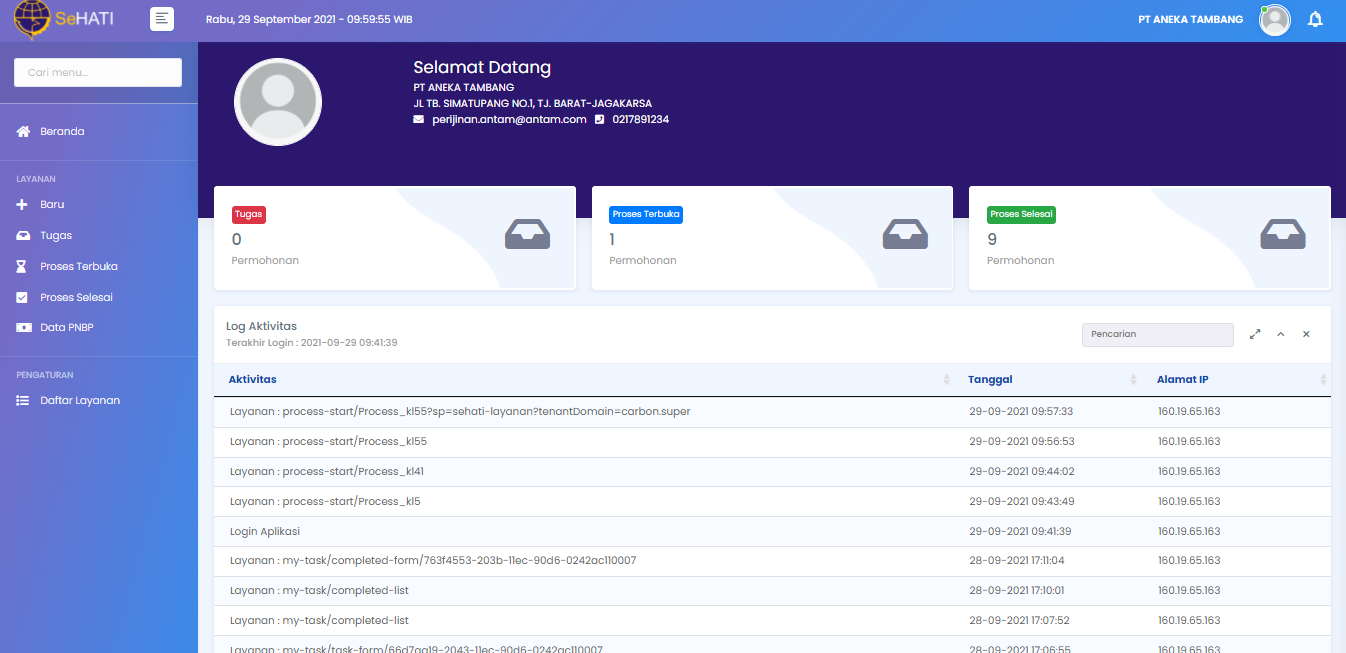 SeHATI
Rabu, 29 September 2021 - 09:59:55 WIB
PT ANEKA TAMBANG
Cari menu...
Beranda
LAYANAN
Baru
Tugas
Proses Terbuka
Proses Selesai
Data PNBP
PENGATURAN
Daftar Layanan
Selamat Datang
PT ANEKA TAMBANG
JL TB. SIMATUPANG NO.1, TJ. BARAT-JAGAKARSA
perijinan.antam@antam.com 0217891234
Tugas
0
Permohonan
Proses Terbuka
1
Permohonan
Proses Selesai
9
Permohonan
Log Aktivitas
Terakhir Login : 2021-09-29 09:41:39
Pencarian
Aktivitas Tanggal Alamat IP
Layanan : process-start/Process_kl55?sp=sehati-layanan?tenantDomain=carbon.super 29-09-2021 09:57:33 160.19.65.163
Layanan : process-start/Process_kl55 29-09-2021 09:56:53 160.19.65.163
Layanan : process-start/Process_kl41 29-09-2021 09:44:02 160.19.65.163
Layanan : process-start/Process_kl5 29-09-2021 09:43:49 160.19.65.163
Login Aplikasi 29-09-2021 09:41:39 160.19.65.163
Layanan : my-task/completed-form/763f4553-203b-11ec-90d6-0242ac110007 28-09-2021 17:11:04 160.19.65.163
Layanan : my-task/completed-list 28-09-2021 17:10:01 160.19.65.163
Layanan : my-task/completed-list 28-09-2021 17:07:52 160.19.65.163
Layanan : my-task/task-form/66d7aa19-2043-11ec-90d6-0242ac110007 28-09-2021 17:06:55 160.19.65.163